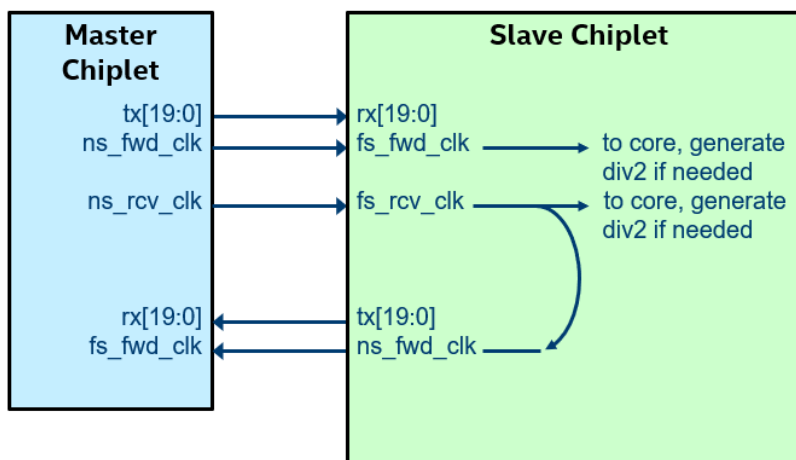 Master
Chiplet
Slave Chiplet
tx[19:0]
rx[19:0]
ns_fwd_clk
fs_fwd_clk
to core, generate
div2 if needed
ns_rcv_clk
fs_rcv_clk
to core, generate
div2 if needed
rx[19:0]
tx[19:0]
fs_fwd_clk
ns_fwd_clk